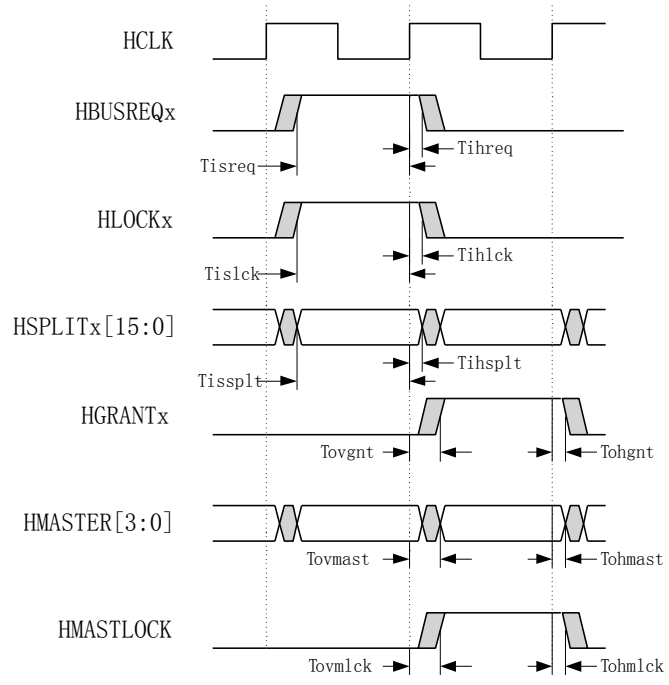 HCLK
HBUSREQx
Tisreq
Tihreq
HLOCKx
Tislck
Tihlck
HSPLITx[15:0]
Tissplt
Tihsplt
HGRANTx
Tovgnt
Tohgnt
HMASTER[3:0]
Tovmast
Tohmast
HMASTLOCK
Tovmlck
Tohmlck